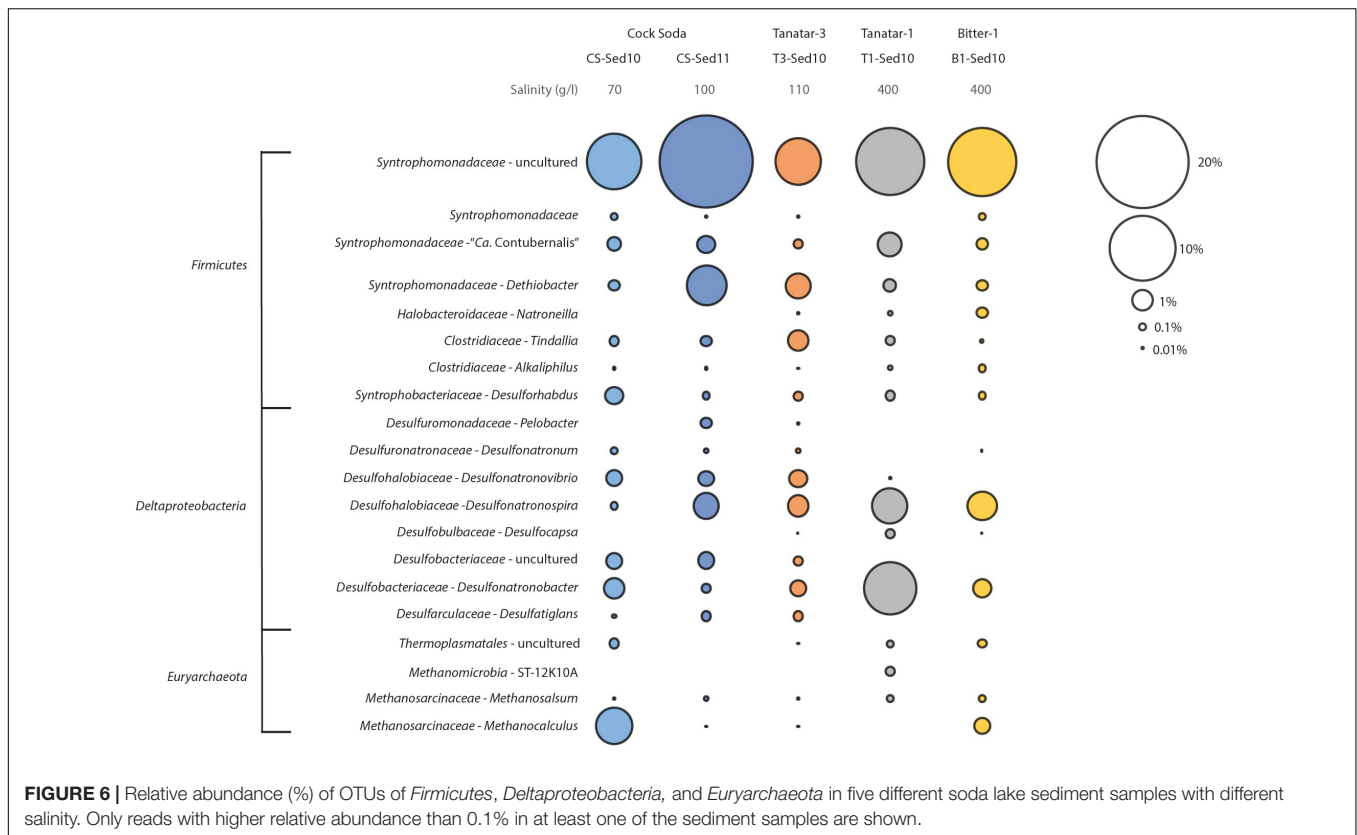 Cock Soda Tanatar-3 Tanatar-1 Bitter-1
CS-Sed10 CS-Sed11 T3-Sed10 T1-Sed10 B1-Sed10
Salinity (g/l) 70 100 110 400 400
Syntrophomonadaceae - uncultured
20%
Syntrophomonadaceae
Syntrophomonadaceae -"Ca. Contubernalis"
10%
Firmicutes
Syntrophomonadaceae - Dethiobacter
1%
Halobacteroidaceae - Natroneilla
0.1%
Clostridiaceae - Tindallia
0.01%
Clostridiaceae - Alkaliphilus
Syntrophobacteriaceae - Desulforhabdus
Desulfuromonadaceae - Pelobacter
Desulfuronatronaceae - Desulfonatronum
Desulfohalobiaceae - Desulfonatronovibrio
Deltaproteobacteria
Desulfohalobiaceae -Desulfonatronospira
Desulfobulbaceae - Desulfocapsa
Desulfobacteriaceae - uncultured
Desulfobacteriaceae - Desulfonatronobacter
Desulfarculaceae - Desulfatiglans
Thermoplasmatales - uncultured
Euryarchaeota
Methanomicrobia - ST-12K10A
Methanosarcinaceae - Methanosalsum
Methanosarcinaceae - Methanocalculus
FIGURE 6 | Relative abundance (%) of OTUs of Firmicutes, Deltaproteobacteria, and Euryarchaeota in five different soda lake sediment samples with different
salinity. Only reads with higher relative abundance than 0.1% in at least one of the sediment samples are shown.